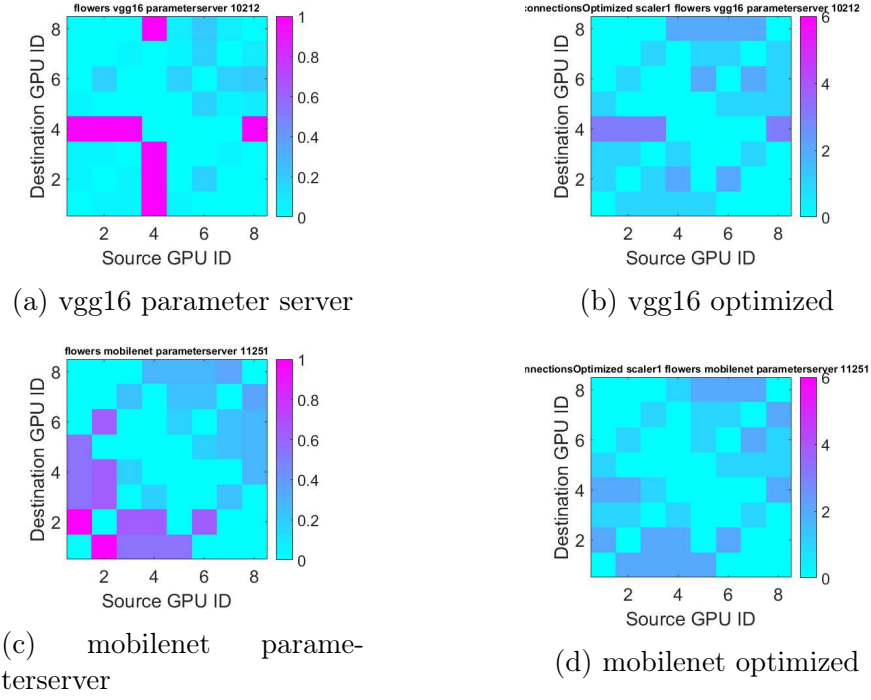 flowers vgg16 parameterserver 10212
8
6
4
2
Destination GPU ID
2 4 6 8
Source GPU ID
1
0.8
0.6
0.4
0.2
0
(a) vgg16 parameter server
:connectionsOptimized scaler1 flowers vgg16 parameterserver 10212
8
6
4
2
Destination GPU ID
2 4 6 8
Source GPU ID
6
4
2
0
(b) vgg16 optimized
flowers mobilenet parameterserver 11251
8
6
4
2
Destination GPU ID
2 4 6 8
Source GPU ID
1
0.8
0.6
0.4
0.2
0
(c) mobilenet parame-
terserver
nnectionsOptimized scaler1 flowers mobilenet parameterserver 11251
8
6
4
2
Destination GPU ID
2 4 6 8
Source GPU ID
6
4
2
0
(d) mobilenet optimized